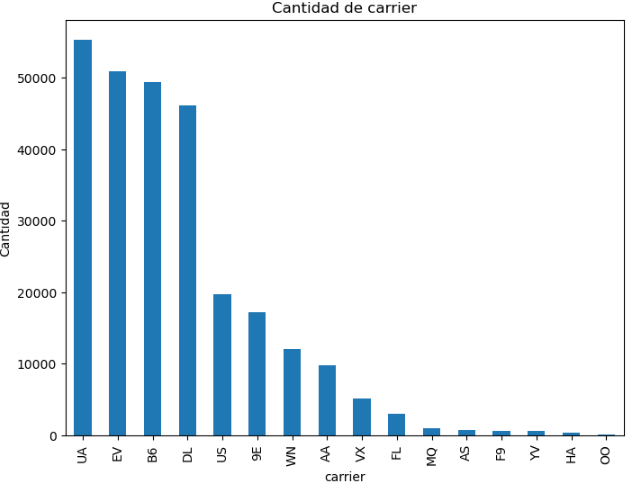 Cantidad de carrier
Cantidad
50000
40000
30000
20000
10000
0
UA EV B6 DL US 9E WN AA VX FL MQ AS F9 YV HA OO
carrier